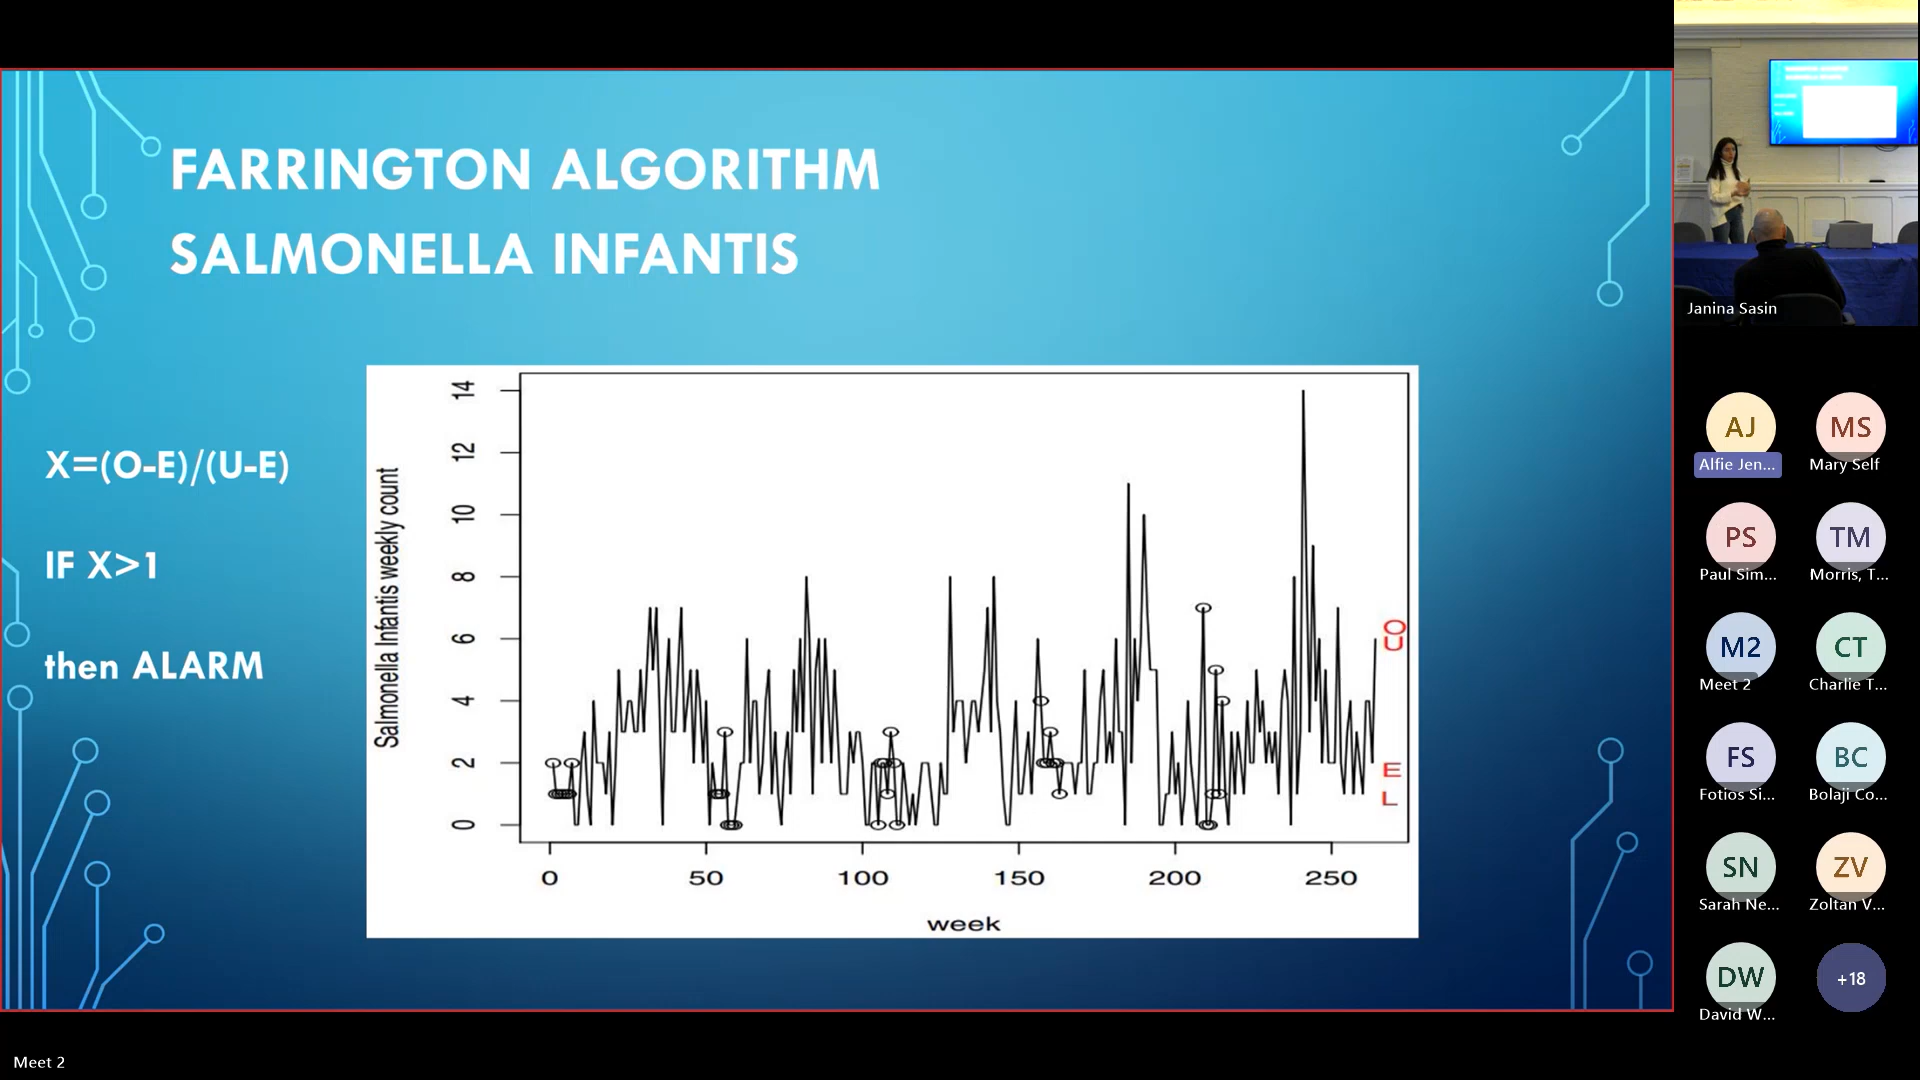 FARRINGTON ALGORITHM
SALMONELLA INFANTIS
X=(O-E)/(U-E)
IF X>1
then ALARM
Salmonella Infantis weekly count
14
12
10
8
6
4
2
0
O
U
E
L
0 50 100 150 200 250
week
Janina Sasin
AJ MS
Alfie Jen... Mary Self
PS TM
Paul Sim... Morris, T...
M2 CT
Meet 2 Charlie T...
FS BC
Fotios Si... Bolaji Co...
SN ZV
Sarah Ne... Zoltan V...
DW +18
David W...
Meet 2